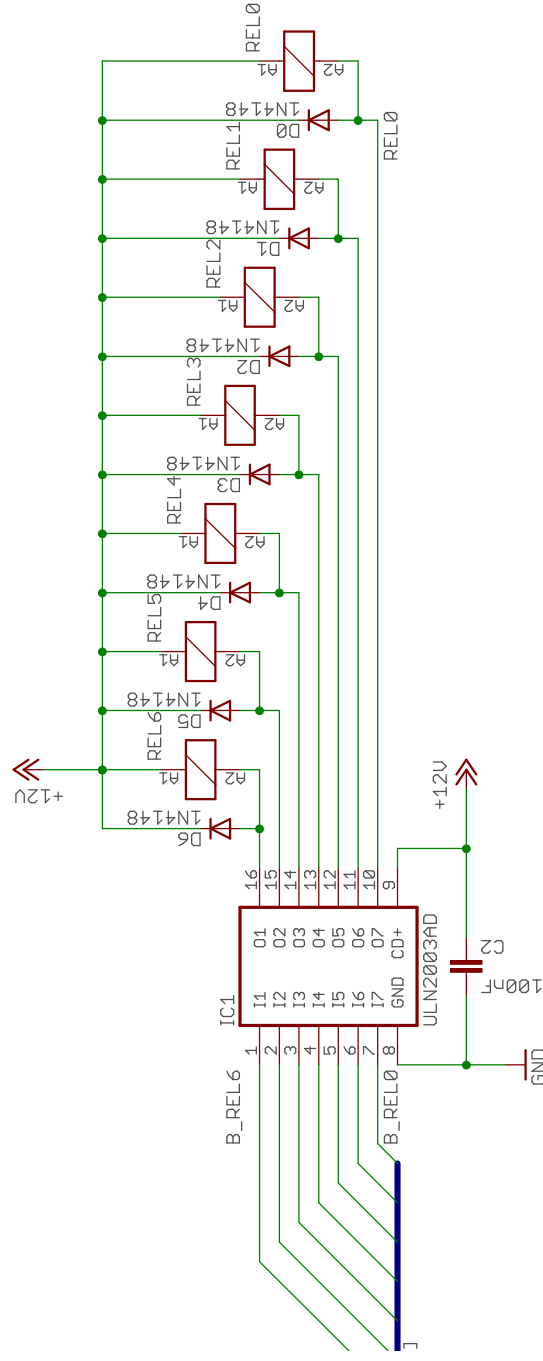 REL0
A1
A2
1N4148
D0
REL0
REL1
A1
A2
1N4148
D1
REL2
A1
A2
1N4148
D2
REL3
A1
A2
1N4148
D3
REL4
A1
A2
1N4148
D4
REL5
A1
A2
1N4148
D5
REL6
A1
A2
+12V
1N4148
D6
+12V
16
15
14
13
12
11
10
9
O1
O2
O3
O4
O5
O6
O7
CD+
I1
I2
I3
I4
I5
I6
I7
GND
IC1
ULN2003AD
C2
100nF
1
2
3
4
5
6
7
8
GND
B_REL6
B_REL0